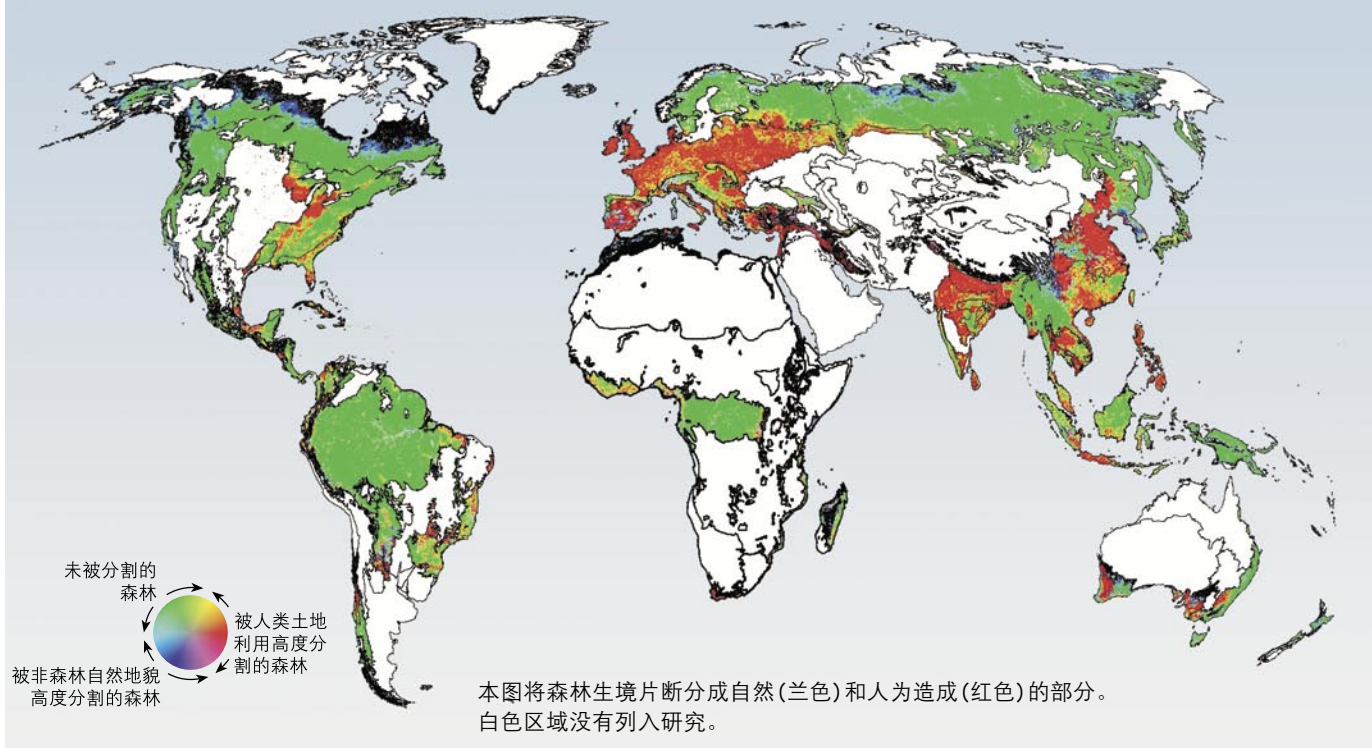 未被分割的
森林
被人类土地
利用高度分
割的森林
被非森林自然地貌
高度分割的森林
本图将森林生境片断分成自然(兰色)和人为造成(红色)的部分。
白色区域没有列入研究。